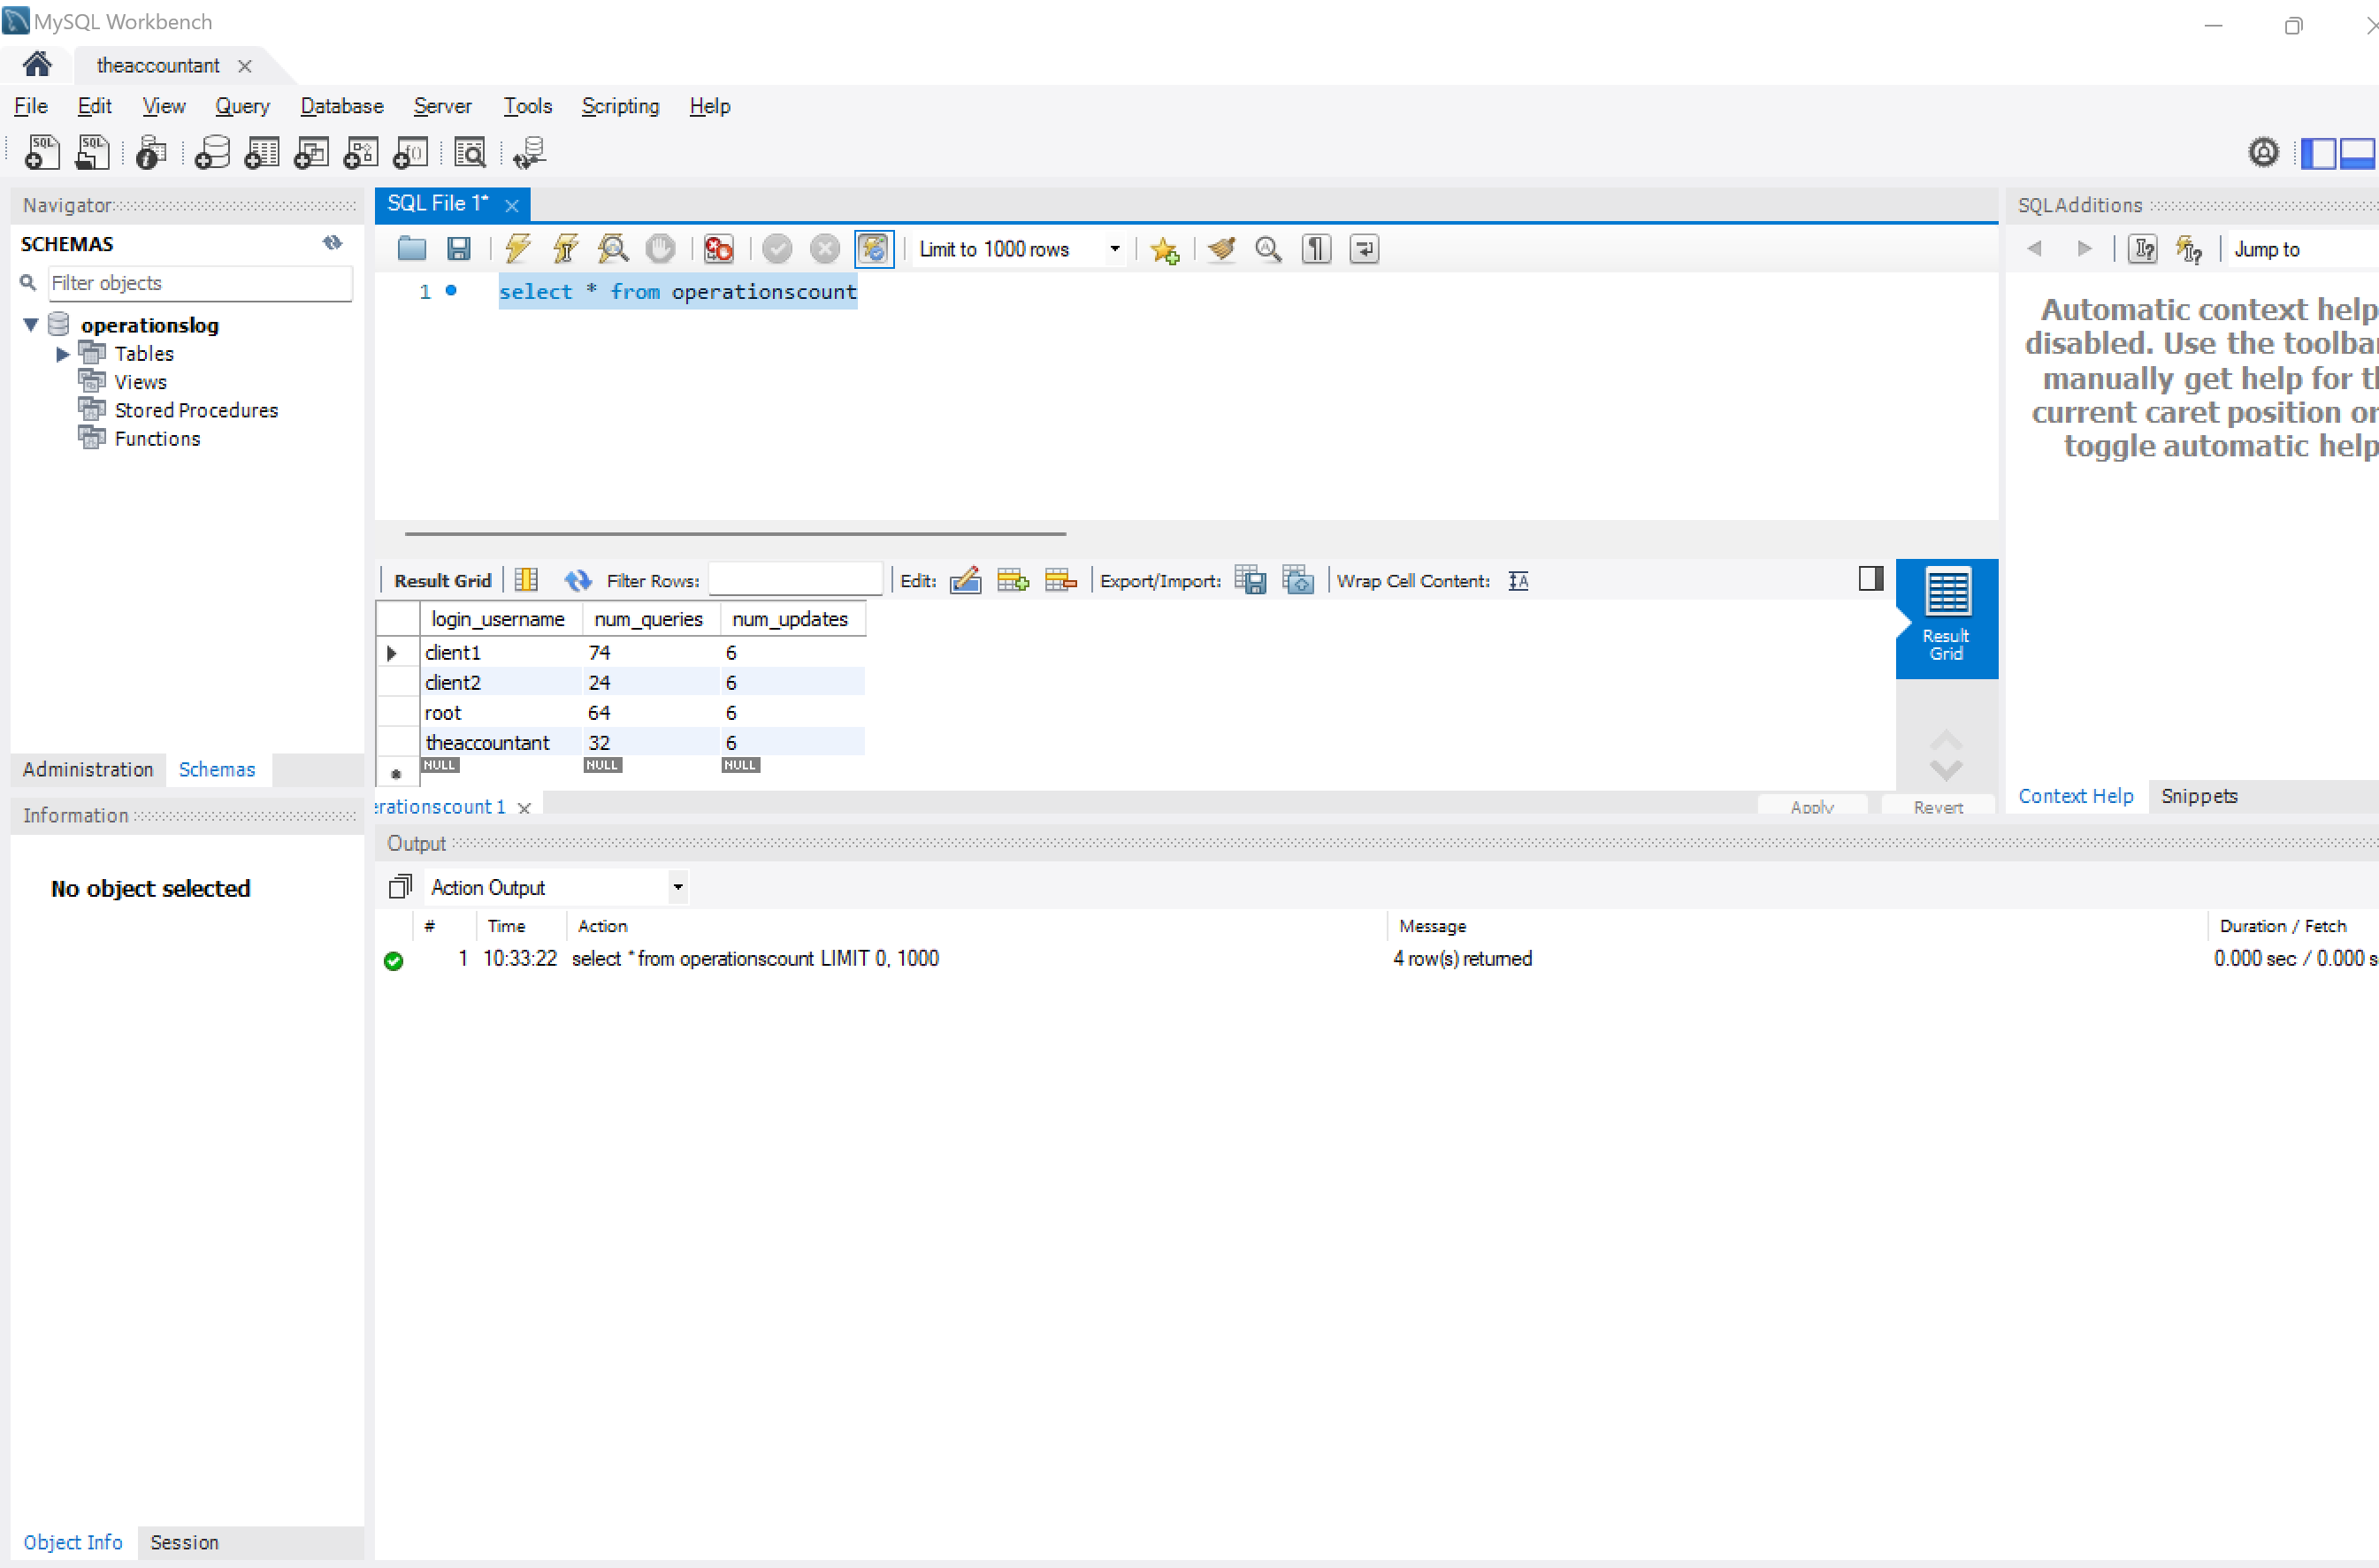 MySQL Workbench
theaccountant
File Edit View Query Database Server Tools Scripting Help
Navigator
SCHEMAS
Filter objects
operationslog
Tables
Views
Stored Procedures
Functions
Administration Schemas
Information
No object selected
Object Info Session
SQL File 1*
Limit to 1000 rows
1 select * from operationscount
Result Grid Filter Rows: Edit: Export/Import: Wrap Cell Content:
login_username num_queries num_updates
client1 74 6
client2 24 6
root 64 6
theaccountant 32 6
NULL NULL NULL
Result
Grid
erationscount 1
Apply Revert
SQLAdditions
Jump to
Automatic context help
disabled. Use the toolbar
manually get help for th
current caret position or
toggle automatic help
Context Help Snippets
Output
Action Output
# Time Action Message Duration / Fetch
1 10:33:22 select * from operationscount LIMIT 0, 1000 4 row(s) returned 0.000 sec / 0.000 s